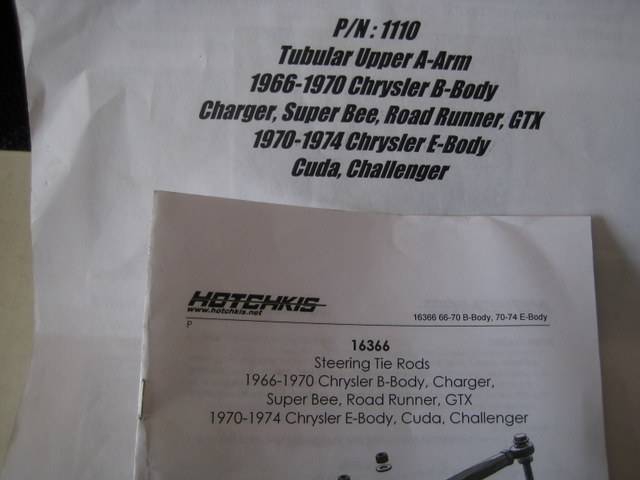 P/N : 1110
Tubular Upper A-Arm
1966-1970 Chrysler B-Body
Charger, Super Bee, Road Runner, GTX
1970-1974 Chrysler E-Body
Cuda, Challenger
HOTCHKIS
www.hotchkis.net
16366 66-70 B-Body, 70-74 E-Body
P
16366
Steering Tie Rods
1966-1970 Chrysler B-Body, Charger,
Super Bee, Road Runner, GTX
1970-1974 Chrysler E-Body, Cuda, Challenger